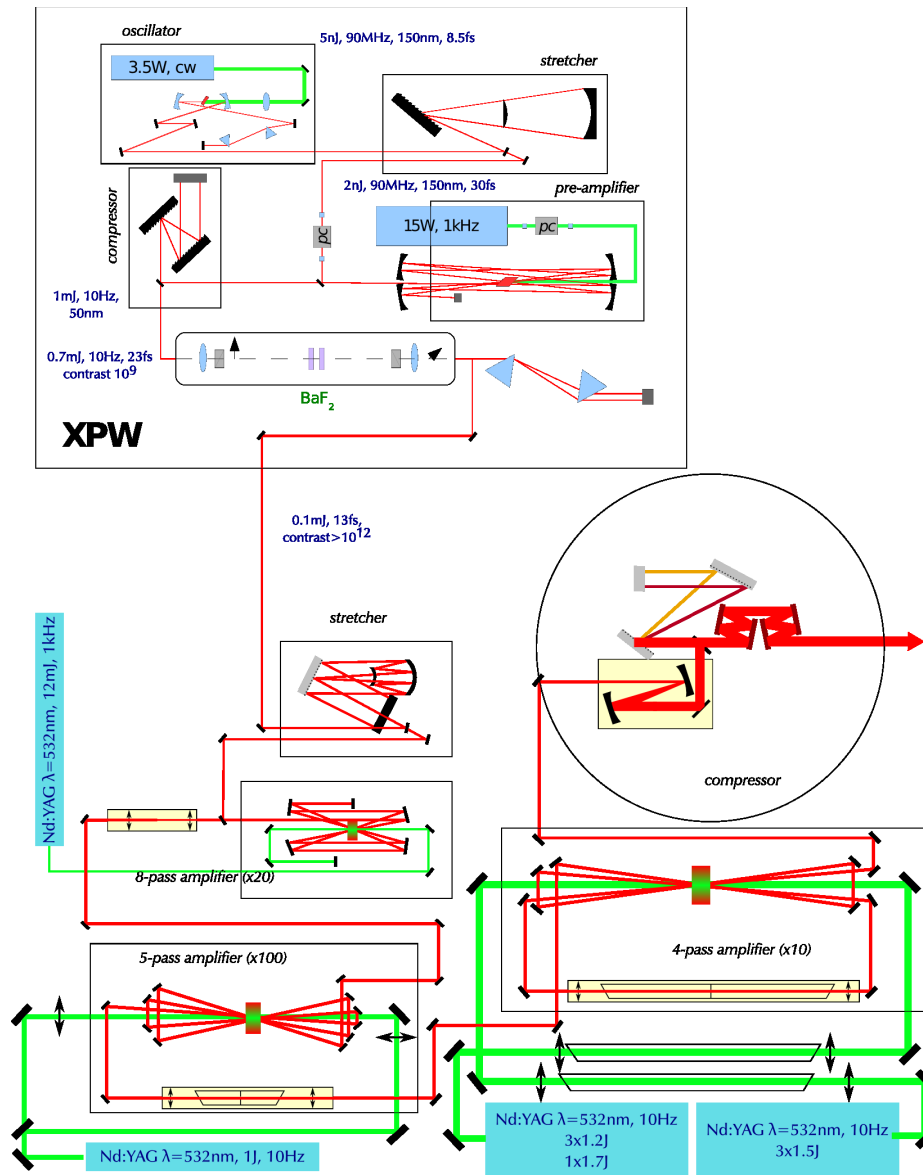 oscillator
5nJ, 90MHz, 150nm, 8.5fs
3.5W, cw
stretcher
compressor
2nJ, 90MHz, 150nm, 30fs
pre-amplifier
15W, 1kHz
pc
pc
1mJ, 10Hz,
50nm
0.7mJ, 10Hz, 23fs
contrast 10⁹
BaF₂
XPW
0.1mJ, 13fs,
contrast>10¹²
stretcher
Nd:YAG λ=532nm, 12mJ, 1kHz
compressor
8-pass amplifier (x20)
5-pass amplifier (x100)
4-pass amplifier (x10)
Nd:YAG λ=532nm, 10Hz
3x1.2J
1x1.7J
Nd:YAG λ=532nm, 10Hz
3x1.5J
Nd:YAG λ=532nm, 1J, 10Hz